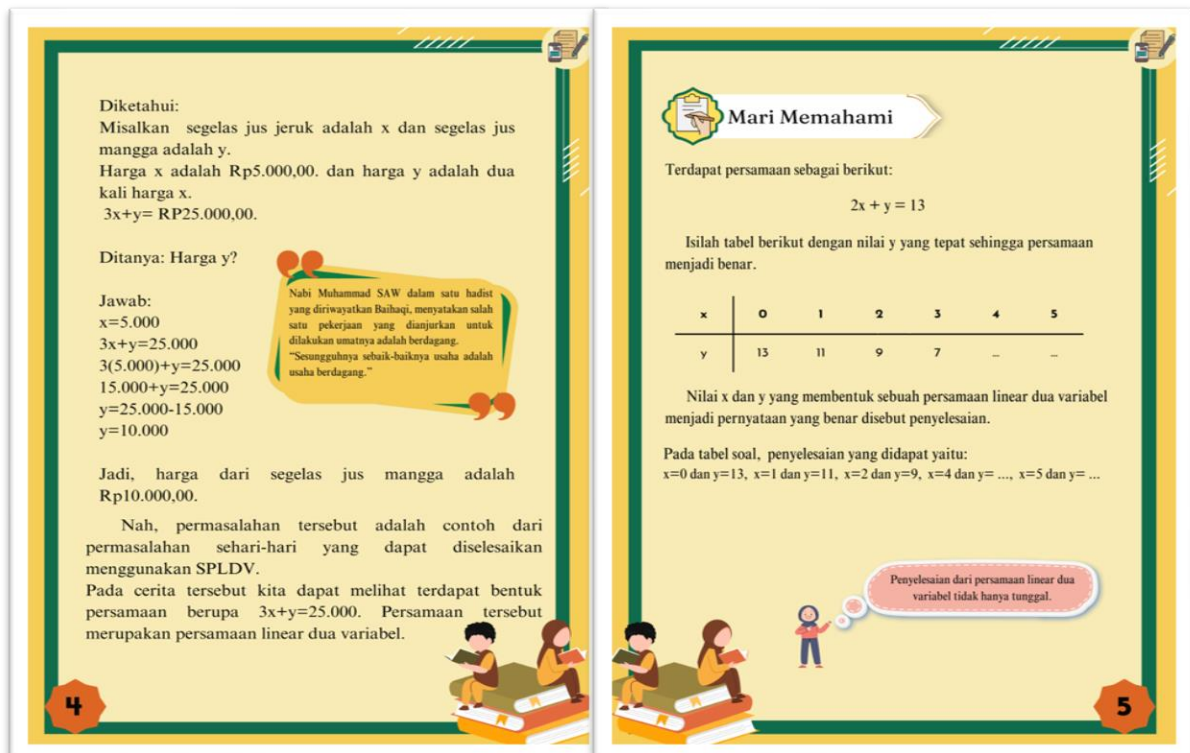 Diketahui:
Misalkan segelas jus jeruk adalah x dan segelas jus
mangga adalah y.
Harga x adalah Rp5.000,00. dan harga y adalah dua
kali harga x.
3x+y= RP25.000,00.
Ditanya: Harga y?
Jawab:
x=5.000
3x+y=25.000
3(5.000)+y=25.000
15.000+y=25.000
y=25.000-15.000
y=10.000
Nabi Muhammad SAW dalam satu hadist
yang diriwayatkan Baihaqi, menyatakan salah
satu pekerjaan yang dianjurkan untuk
dilakukan umatnya adalah berdagang.
“Sesungguhnya sebaik-baiknya usaha adalah
usaha berdagang.”
Jadi, harga dari segelas jus mangga adalah
Rp10.000,00.
Nah, permasalahan tersebut adalah contoh dari
permasalahan sehari-hari yang dapat diselesaikan
menggunakan SPLDV.
Pada cerita tersebut kita dapat melihat terdapat bentuk
persamaan berupa 3x+y=25.000. Persamaan tersebut
merupakan persamaan linear dua variabel.
4
Mari Memahami
Terdapat persamaan sebagai berikut:
2x + y = 13
Isilah tabel berikut dengan nilai y yang tepat sehingga persamaan
menjadi benar.
x 0 1 2 3 4 5
y 13 11 9 7 ... ...
Nilai x dan y yang membentuk sebuah persamaan linear dua variabel
menjadi pernyataan yang benar disebut penyelesaian.
Pada tabel soal, penyelesaian yang didapat yaitu:
x=0 dan y=13, x=1 dan y=11, x=2 dan y=9, x=4 dan y= ..., x=5 dan y= ...
Penyelesaian dari persamaan linear dua
variabel tidak hanya tunggal.
5